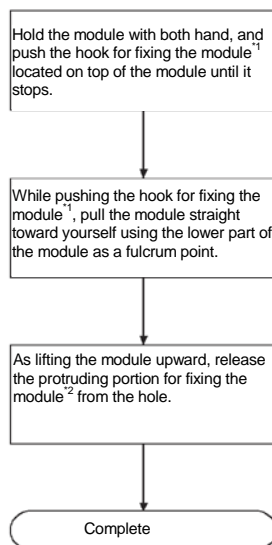 Hold the module with both hand, and
push the hook for fixing the module*1
located on top of the module until it
stops.
While pushing the hook for fixing the
module*1, pull the module straight
toward yourself using the lower part of
the module as a fulcrum point.
As lifting the module upward, release
the protruding portion for fixing the
module*2 from the hole.
Complete